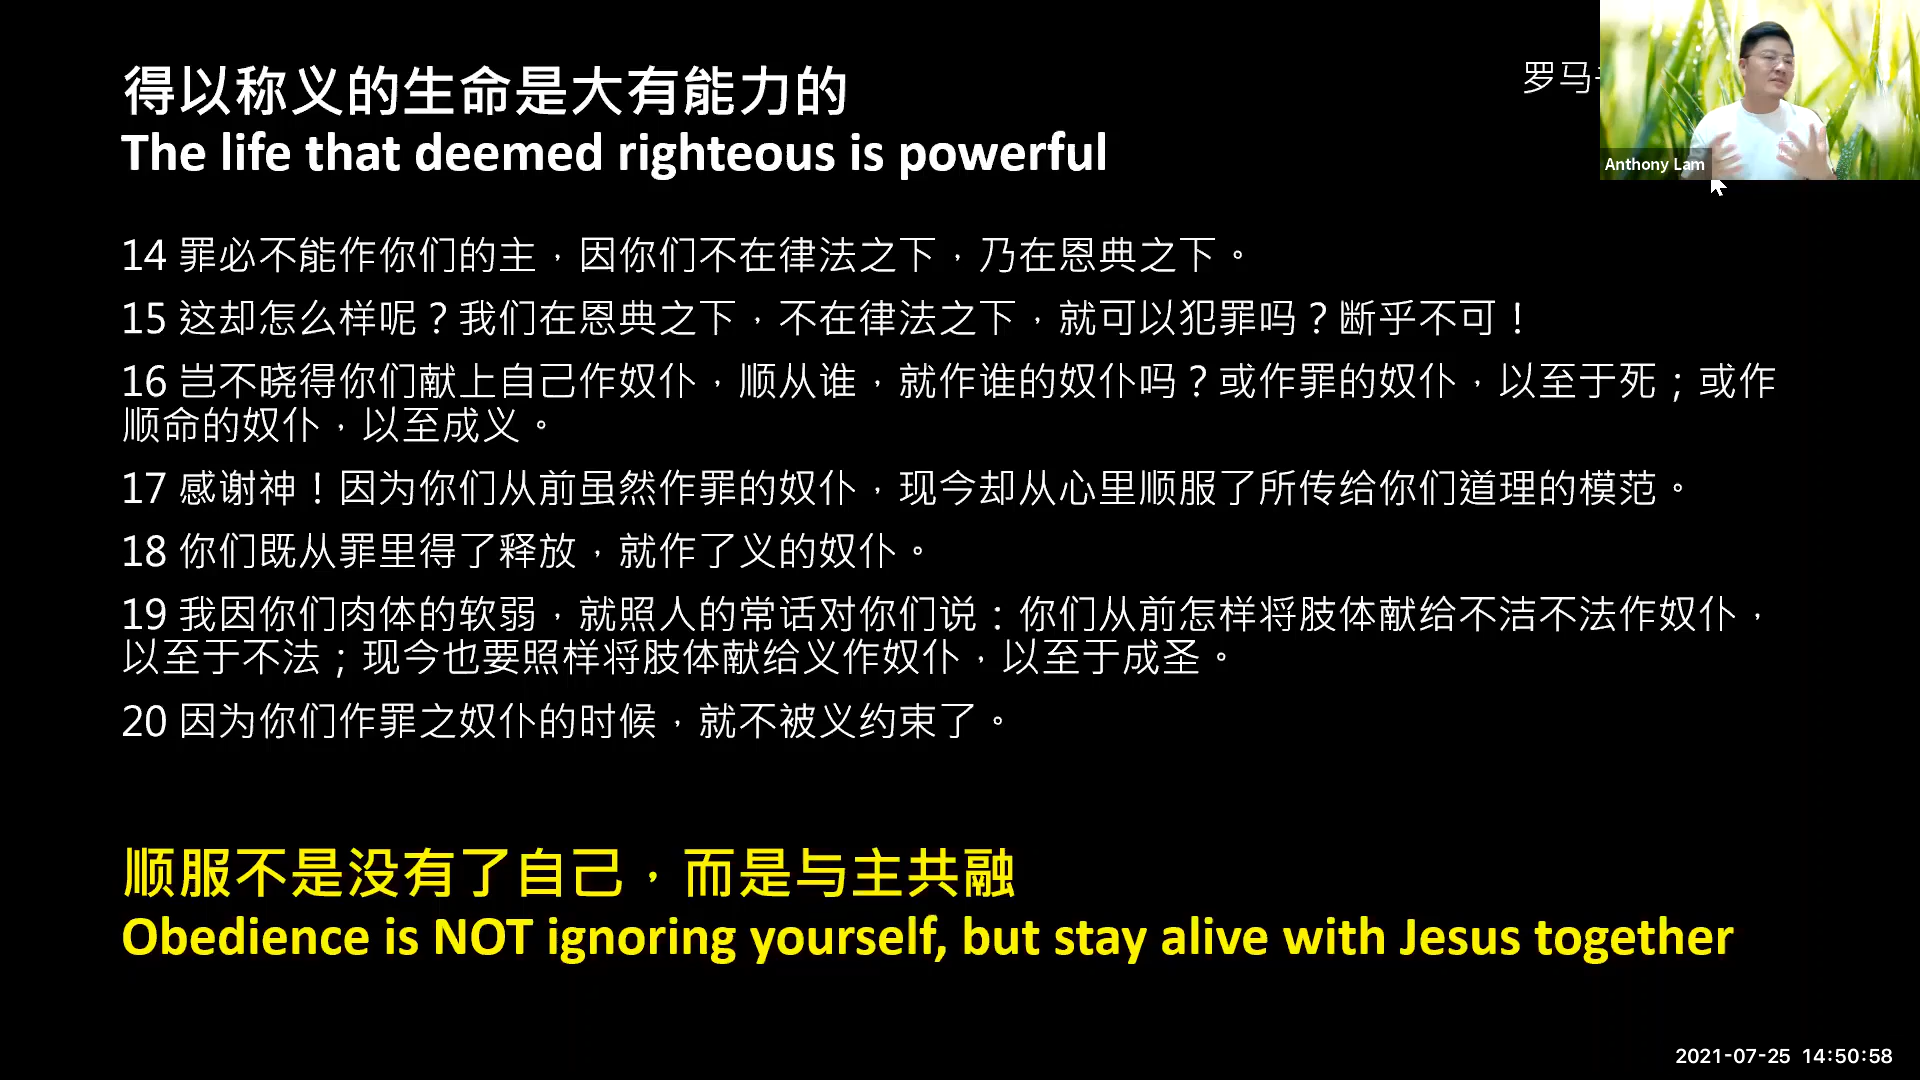 得以称义的生命是大有能力的
The life that deemed righteous is powerful
罗马
Anthony Lam
14 罪必不能作你们的主，因你们不在律法之下，乃在恩典之下。
15 这却怎么样呢？我们在恩典之下，不在律法之下，就可以犯罪吗？断乎不可！
16 岂不晓得你们献上自己作奴仆，顺从谁，就作谁的奴仆吗？或作罪的奴仆，以至于死；或作
顺命的奴仆，以至成义。
17 感谢神！因为你们从前虽然作罪的奴仆，现今却从心里顺服了所传给你们道理的模范。
18 你们既从罪里得了释放，就作了义的奴仆。
19 我因你们肉体的软弱，就照人的常话对你们说：你们从前怎样将肢体献给不洁不法作奴仆，
以至于不法；现今也要照样将肢体献给义作奴仆，以至于成圣。
20 因为你们作罪之奴仆的时候，就不被义约束了。
顺服不是没有了自己，而是与主共融
Obedience is NOT ignoring yourself, but stay alive with Jesus together
2021-07-25 14:50:58